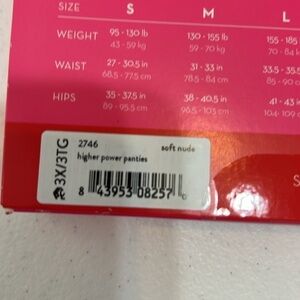 SIZE S M L
WEIGHT 95 - 130 lb 130 - 155 lb 155 - 185
43 - 59 kg 59 - 70 kg 70 - 84
WAIST 27 - 30.5 in 31 - 33 in 33.5 - 35.5
68.5 - 77.5 cm 78.5 - 84 cm 85 - 90
HIPS 35 - 37.5 in 38 - 40.5 in 41 - 43
89 - 95.5 cm 96.5 - 103 cm 104 - 109
3X/3TG
2746 soft nude
higher power panties
8 43953 08257
S